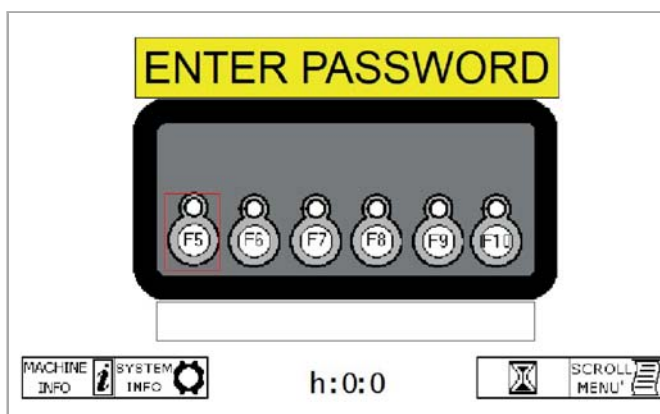 ENTER PASSWORD
F5 F6 F7 F8 F9 F10
MACHINE INFO
i
SYSTEM INFO
h:0:0
SCROLL MENU'